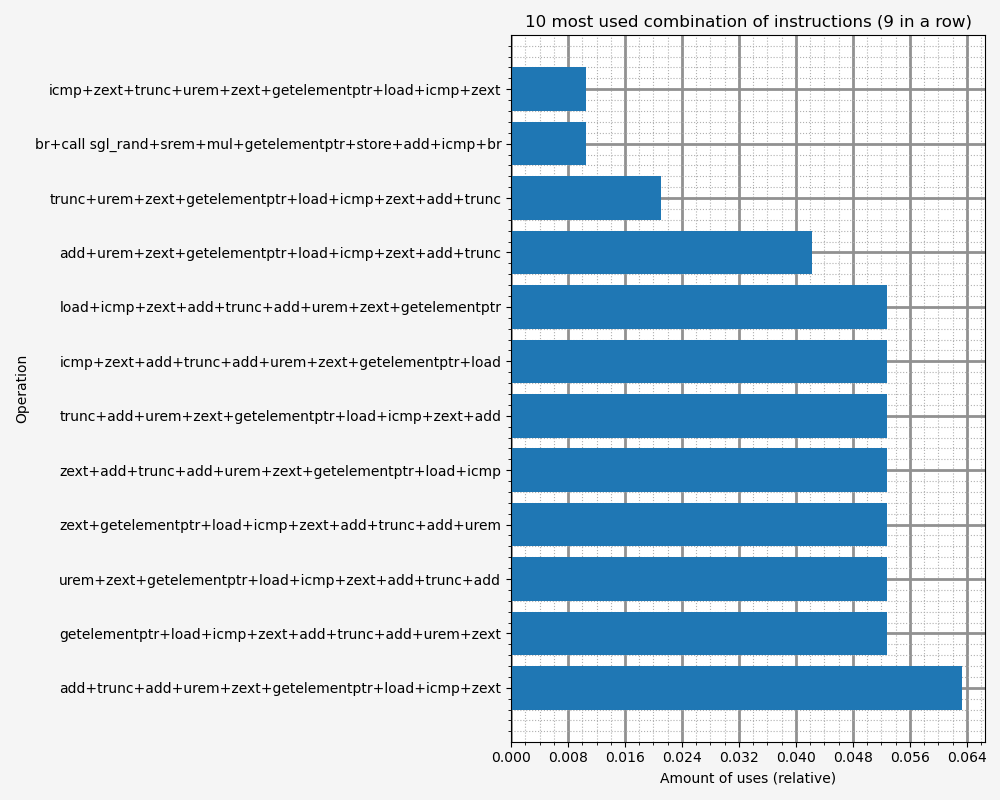 10 most used combination of instructions (9 in a row)
icmp+zext+trunc+urem+zext+getelementptr+load+icmp+zext
br+call sgl_rand+srem+mul+getelementptr+store+add+icmp+br
trunc+urem+zext+getelementptr+load+icmp+zext+add+trunc
add+urem+zext+getelementptr+load+icmp+zext+add+trunc
load+icmp+zext+add+trunc+add+urem+zext+getelementptr
icmp+zext+add+trunc+add+urem+zext+getelementptr+load
trunc+add+urem+zext+getelementptr+load+icmp+zext+add
zext+add+trunc+add+urem+zext+getelementptr+load+icmp
zext+getelementptr+load+icmp+zext+add+trunc+add+urem
urem+zext+getelementptr+load+icmp+zext+add+trunc+add
getelementptr+load+icmp+zext+add+trunc+add+urem+zext
add+trunc+add+urem+zext+getelementptr+load+icmp+zext
Operation
0.000 0.008 0.016 0.024 0.032 0.040 0.048 0.056 0.064
Amount of uses (relative)